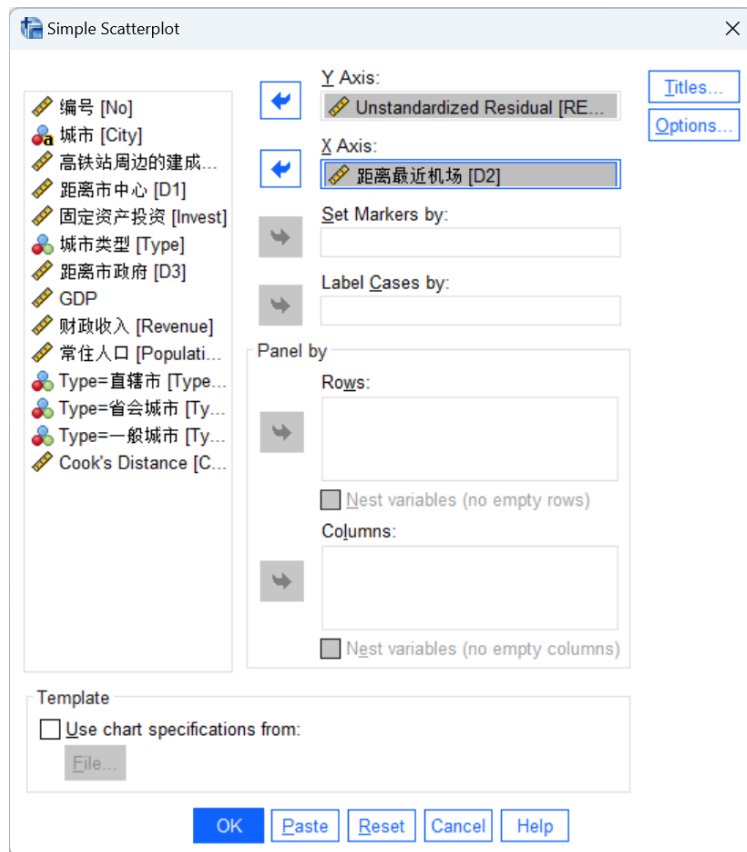 Simple Scatterplot
编号 [No]
城市 [City]
高铁站周边的建成...
距离市中心 [D1]
固定资产投资 [Invest]
城市类型 [Type]
距离市政府 [D3]
GDP
财政收入 [Revenue]
常住人口 [Populati...
Type=直辖市 [Type...
Type=省会城市 [Ty...
Type=一般城市 [Ty...
Cook's Distance [C...
Y Axis:
Unstandardized Residual [RE...
X Axis:
距离最近机场 [D2]
Set Markers by:
Label Cases by:
Panel by
Rows:
Nest variables (no empty rows)
Columns:
Nest variables (no empty columns)
Titles...
Options...
Template
Use chart specifications from:
File...
OK
Paste
Reset
Cancel
Help